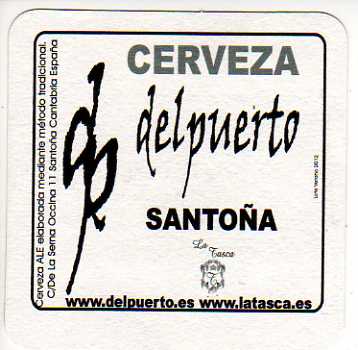 CERVEZA
delpuerto
SANTOÑA
La
Tasca
www.delpuerto.es www.latasca.es
Cerveza ALE elaborada mediante método tradicional.
C/De La Serna Occina 11 Santoña Cantabria España